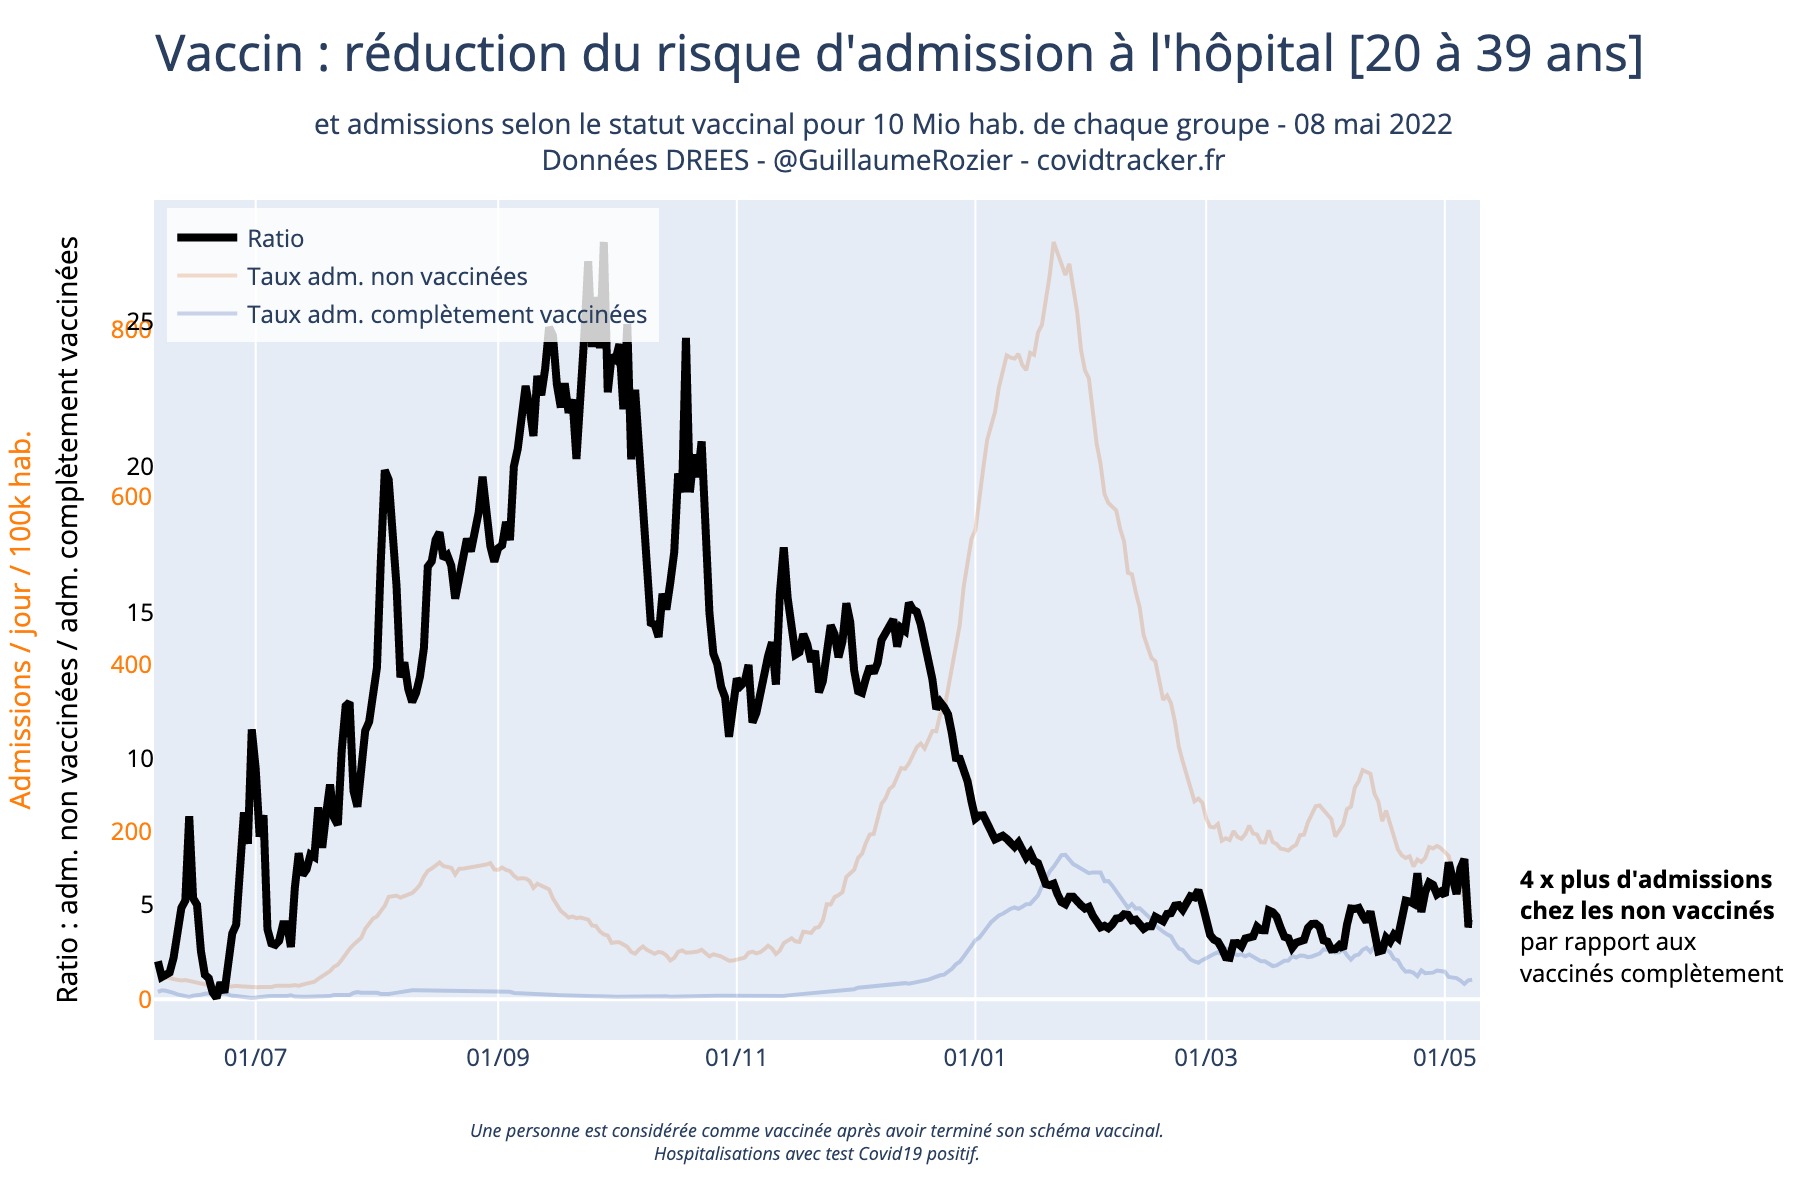 Vaccin : réduction du risque d'admission à l'hôpital [20 à 39 ans]
et admissions selon le statut vaccinal pour 10 Mio hab. de chaque groupe - 08 mai 2022
Données DREES - @GuillaumeRozier - covidtracker.fr
Admissions / jour / 100k hab.
Ratio : adm. non vaccinées / adm. complètement vaccinées
Ratio
Taux adm. non vaccinées
Taux adm. complètement vaccinées
25
800
20
600
15
400
10
200
5
0
01/07
01/09
01/11
01/01
01/03
01/05
4 x plus d'admissions
chez les non vaccinés
par rapport aux
vaccinés complètement
Une personne est considérée comme vaccinée après avoir terminé son schéma vaccinal.
Hospitalisations avec test Covid19 positif.